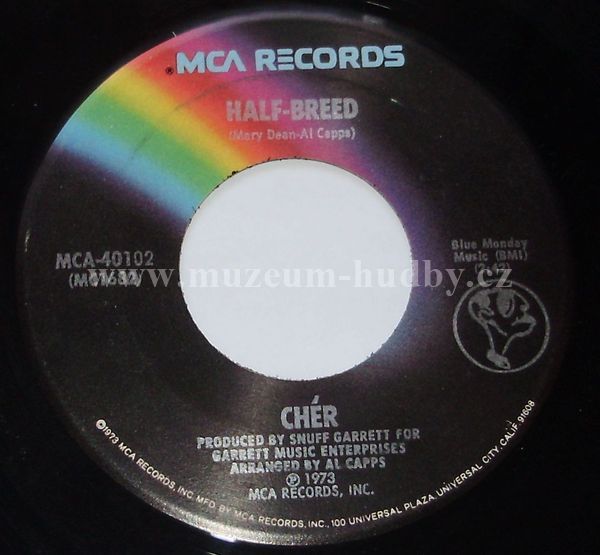 MCA RECORDS
HALF-BREED
(Mary Dean-Al Capps)
MCA-40102
Blue Monday
Music (BMI)
www.muzeum-hudby.cz
CHÉR
PRODUCED BY SNUFF GARRETT FOR
GARRETT MUSIC ENTERPRISES
ARRANGED BY AL CAPPS
℗ 1973
MCA RECORDS, INC.
©1973 MCA RECORDS, INC. MFD. BY MCA RECORDS, INC., 100 UNIVERSAL PLAZA, UNIVERSAL CITY, CALIF. 91608